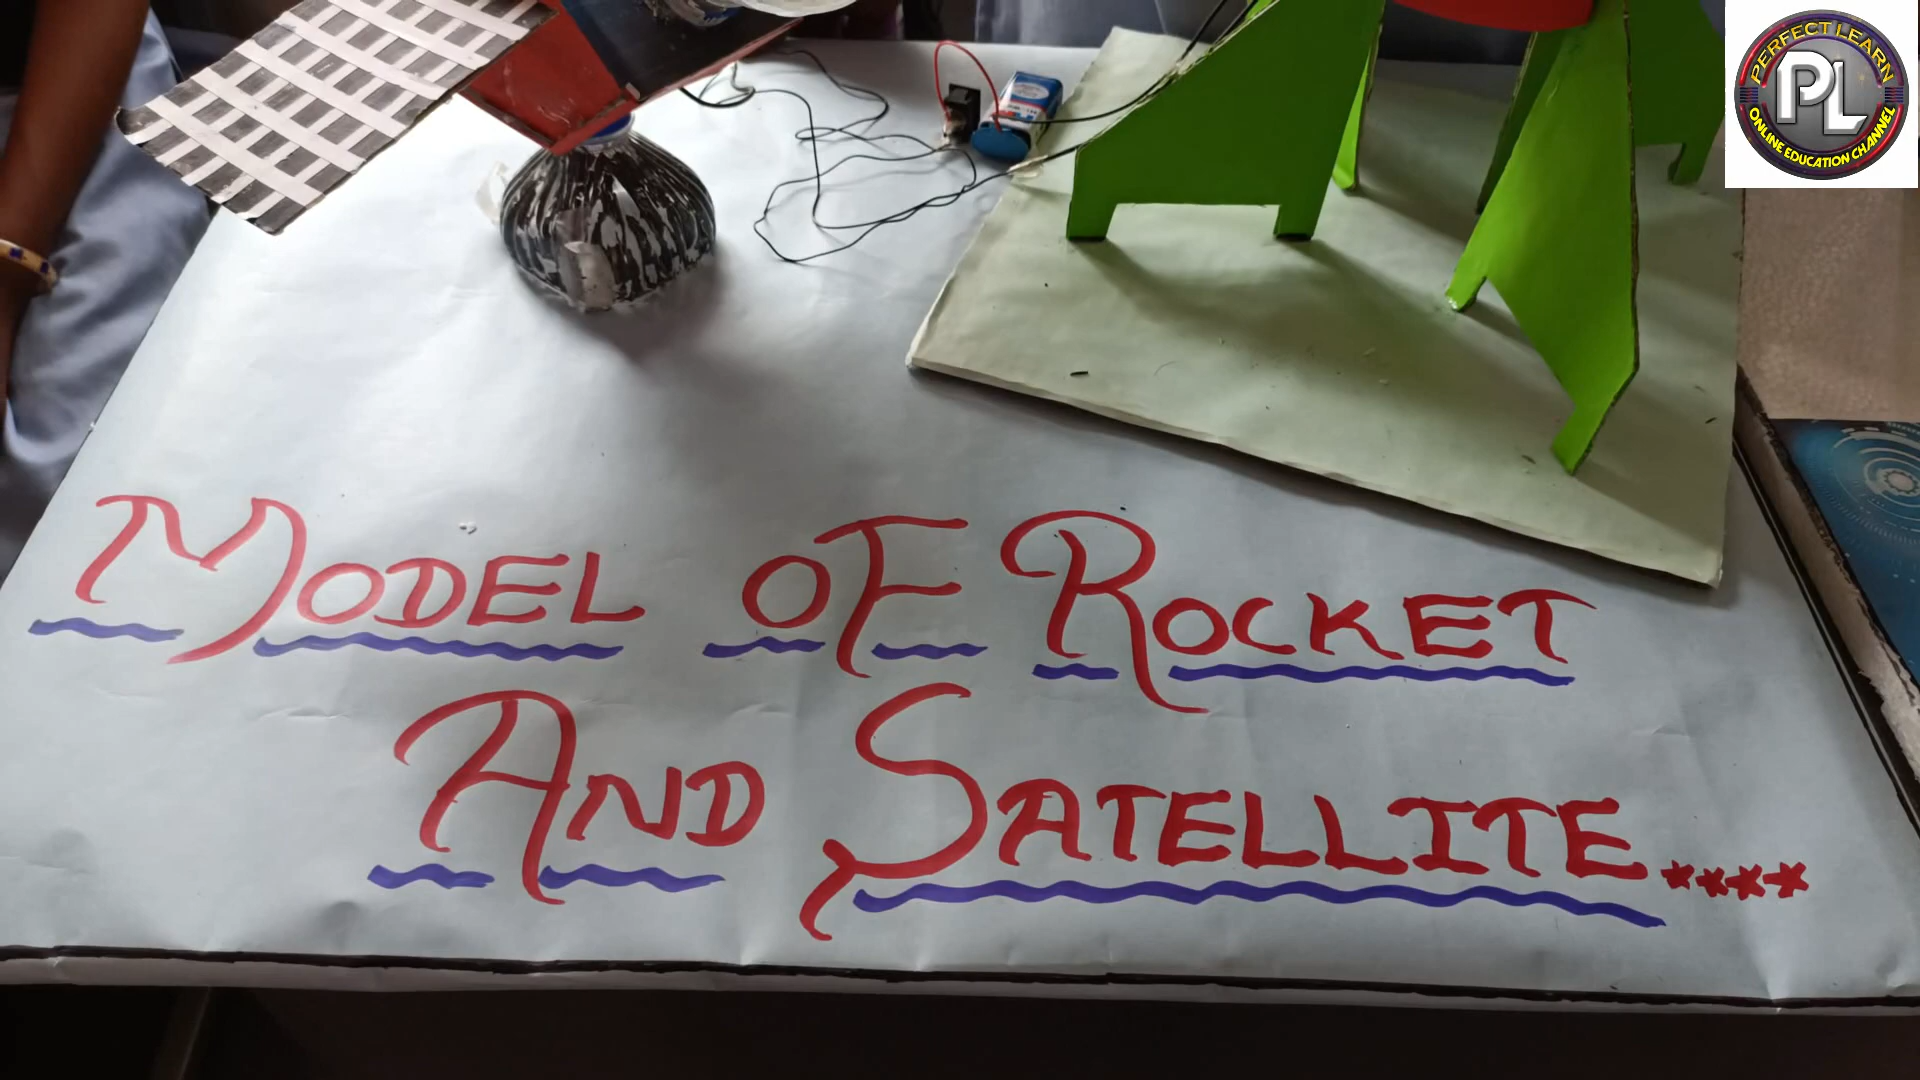 PERFECT LEARN
PL
ONLINE EDUCATION CHANNEL
MODEL OF ROCKET
AND SATELLITE****